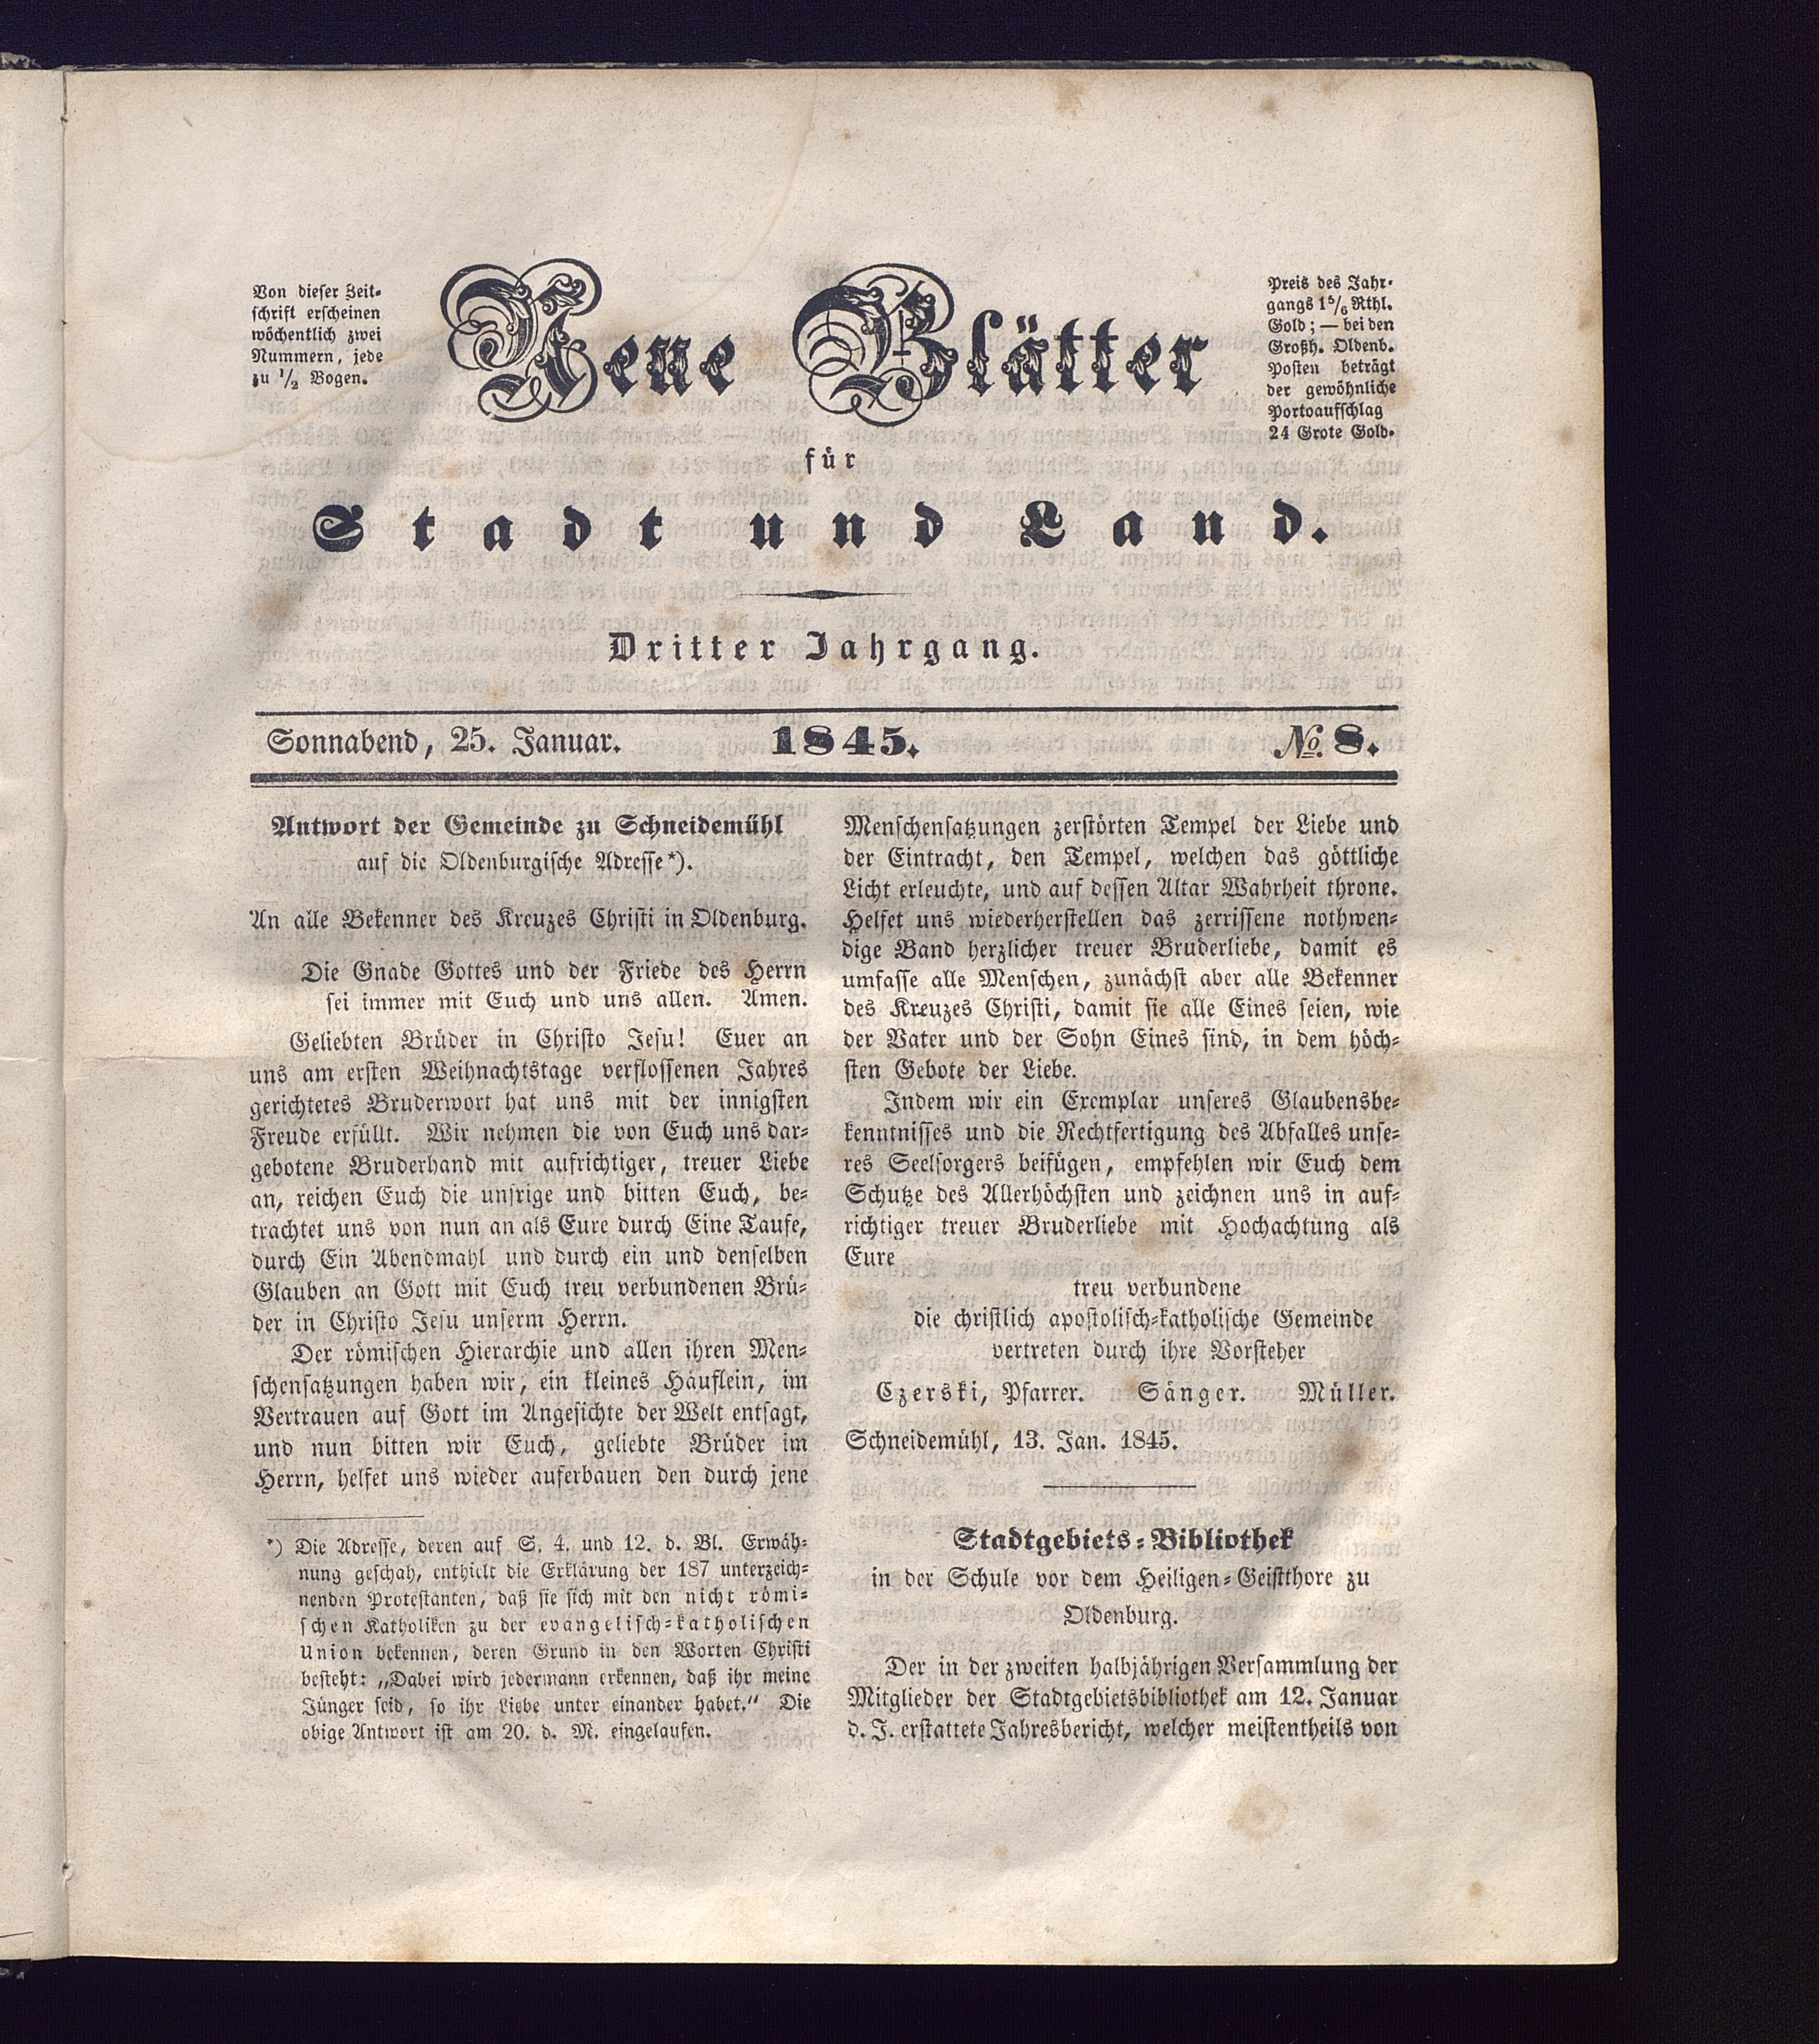 Von dieser Zeit-
schrift erscheinen
wöchentlich zwei
Nummern, jede
zu 1/2 Bogen.
Neue Blätter
für
Stadt und Land.
Preis des Jahr-
gangs 1 5/6 Rthl.
Gold; — bei den
Großh. Oldenb.
Posten beträgt
der gewöhnliche
Portoaufschlag
24 Grote Gold.
Dritter Jahrgang.
Sonnabend, 25. Januar. 1845. No. 8.
Antwort der Gemeinde zu Schneidemühl
auf die Oldenburgische Adresse*).
An alle Bekenner des Kreuzes Christi in Oldenburg.
Die Gnade Gottes und der Friede des Herrn
sei immer mit Euch und uns allen. Amen.
Geliebten Brüder in Christo Jesu! Euer an
uns am ersten Weihnachtstage verflossenen Jahres
gerichtetes Bruderwort hat uns mit der innigsten
Freude erfüllt. Wir nehmen die von Euch uns dar-
gebotene Bruderhand mit aufrichtiger, treuer Liebe
an, reichen Euch die unsrige und bitten Euch, be-
trachtet uns von nun an als Eure durch Eine Taufe,
durch Ein Abendmahl und durch ein und denselben
Glauben an Gott mit Euch treu verbundenen Brü-
der in Christo Jesu unserm Herrn.
Der römischen Hierarchie und allen ihren Men-
schensatzungen haben wir, ein kleines Häuflein, im
Vertrauen auf Gott im Angesichte der Welt entsagt,
und nun bitten wir Euch, geliebte Brüder im
Herrn, helfet uns wieder auferbauen den durch jene
*) Die Adresse, deren auf S. 4. und 12. d. Bl. Erwäh-
nung geschah, enthielt die Erklärung der 187 unterzeich-
nenden Protestanten, daß sie sich mit den nicht römi-
schen Katholiken zu der evangelisch-katholischen
Union bekennen, deren Grund in den Worten Christi
besteht: „Dabei wird jedermann erkennen, daß ihr meine
Jünger seid, so ihr Liebe unter einander habet.“ Die
obige Antwort ist am 20. d. M. eingelaufen.
Menschensatzungen zerstörten Tempel der Liebe und
der Eintracht, den Tempel, welchen das göttliche
Licht erleuchte, und auf dessen Altar Wahrheit throne.
Helfet uns wiederherstellen das zerrissene nothwen-
dige Band herzlicher treuer Bruderliebe, damit es
umfasse alle Menschen, zunächst aber alle Bekenner
des Kreuzes Christi, damit sie alle Eines seien, wie
der Vater und der Sohn Eines sind, in dem höch-
sten Gebote der Liebe.
Indem wir ein Exemplar unseres Glaubensbe-
kenntnisses und die Rechtfertigung des Abfalles unse-
res Seelsorgers beifügen, empfehlen wir Euch dem
Schutze des Allerhöchsten und zeichnen uns in auf-
richtiger treuer Bruderliebe mit Hochachtung als
Eure
treu verbundene
die christlich apostolisch-katholische Gemeinde
vertreten durch ihre Vorsteher
Czerski, Pfarrer. Sänger. Müller.
Schneidemühl, 13. Jan. 1845.
Stadtgebiets-Bibliothek
in der Schule vor dem Heiligen-Geistthore zu
Oldenburg.
Der in der zweiten halbjährigen Versammlung der
Mitglieder der Stadtgebietsbibliothek am 12. Januar
d. J. erstattete Jahresbericht, welcher meistentheils von